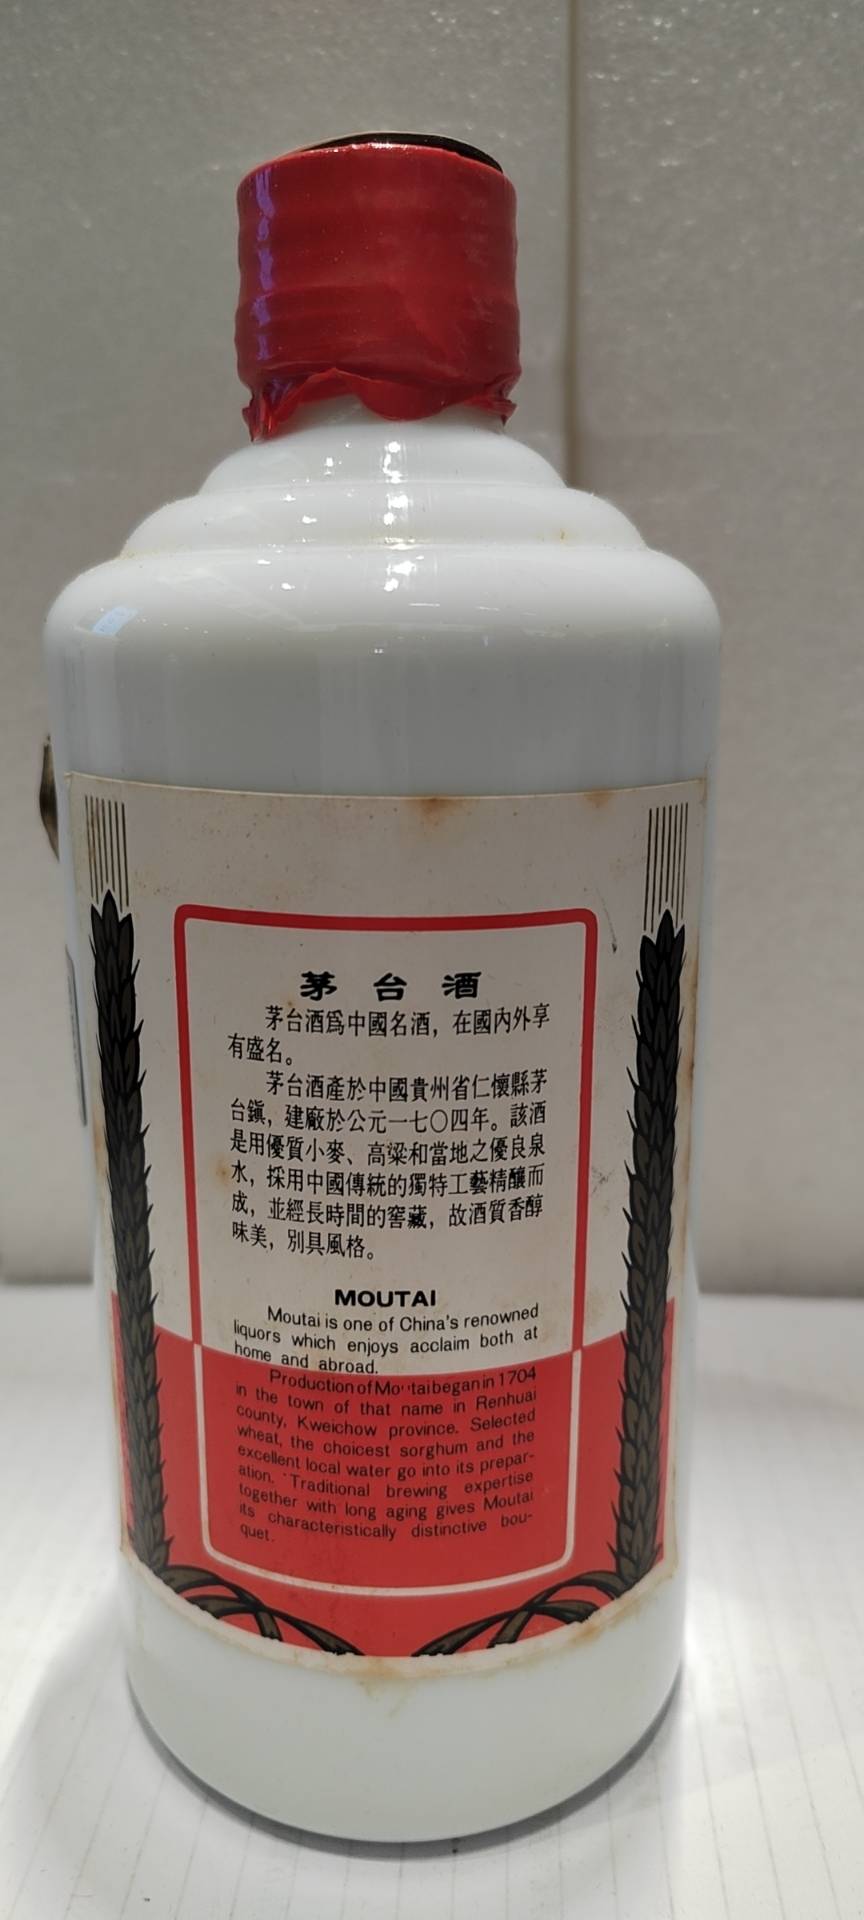 茅台酒
茅台酒爲中國名酒，在國內外享
有盛名。
茅台酒產於中國貴州省仁懷縣茅
台鎮，建廠於公元一七〇四年。該酒
是用優質小麥、高粱和當地之優良泉
水，採用中國傳統的獨特工藝精釀而
成，並經長時間的窖藏，故酒質香醇
味美，別具風格。
MOUTAI
Moutai is one of China's renowned
liquors which enjoys acclaim both at
home and abroad.
Production of Moutai began in 1704
in the town of that name in Renhuai
county, Kweichow province. Selected
wheat, the choicest sorghum and the
excellent local water go into its prepar-
ation. Traditional brewing expertise
together with long aging gives Moutai
its characteristically distinctive bou-
quet.